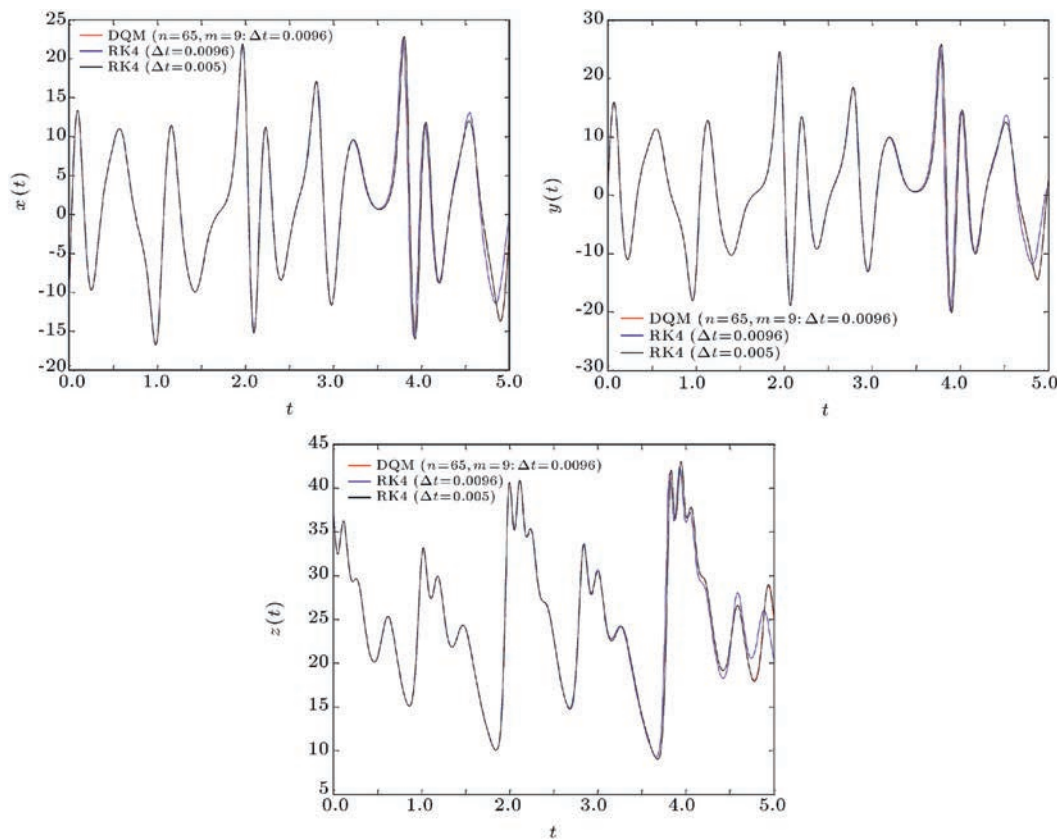 25
20
15
10
5
0
-5
-10
-15
-20
x(t)
DQM (n=65, m=9: Δt=0.0096)
RK4 (Δt=0.0096)
RK4 (Δt=0.005)
0.0 1.0 2.0 3.0 4.0 5.0
t
30
20
10
0
-10
-20
-30
y(t)
DQM (n=65, m=9: Δt=0.0096)
RK4 (Δt=0.0096)
RK4 (Δt=0.005)
0.0 1.0 2.0 3.0 4.0 5.0
t
45
40
35
30
25
20
15
10
5
z(t)
DQM (n=65, m=9: Δt=0.0096)
RK4 (Δt=0.0096)
RK4 (Δt=0.005)
0.0 1.0 2.0 3.0 4.0 5.0
t